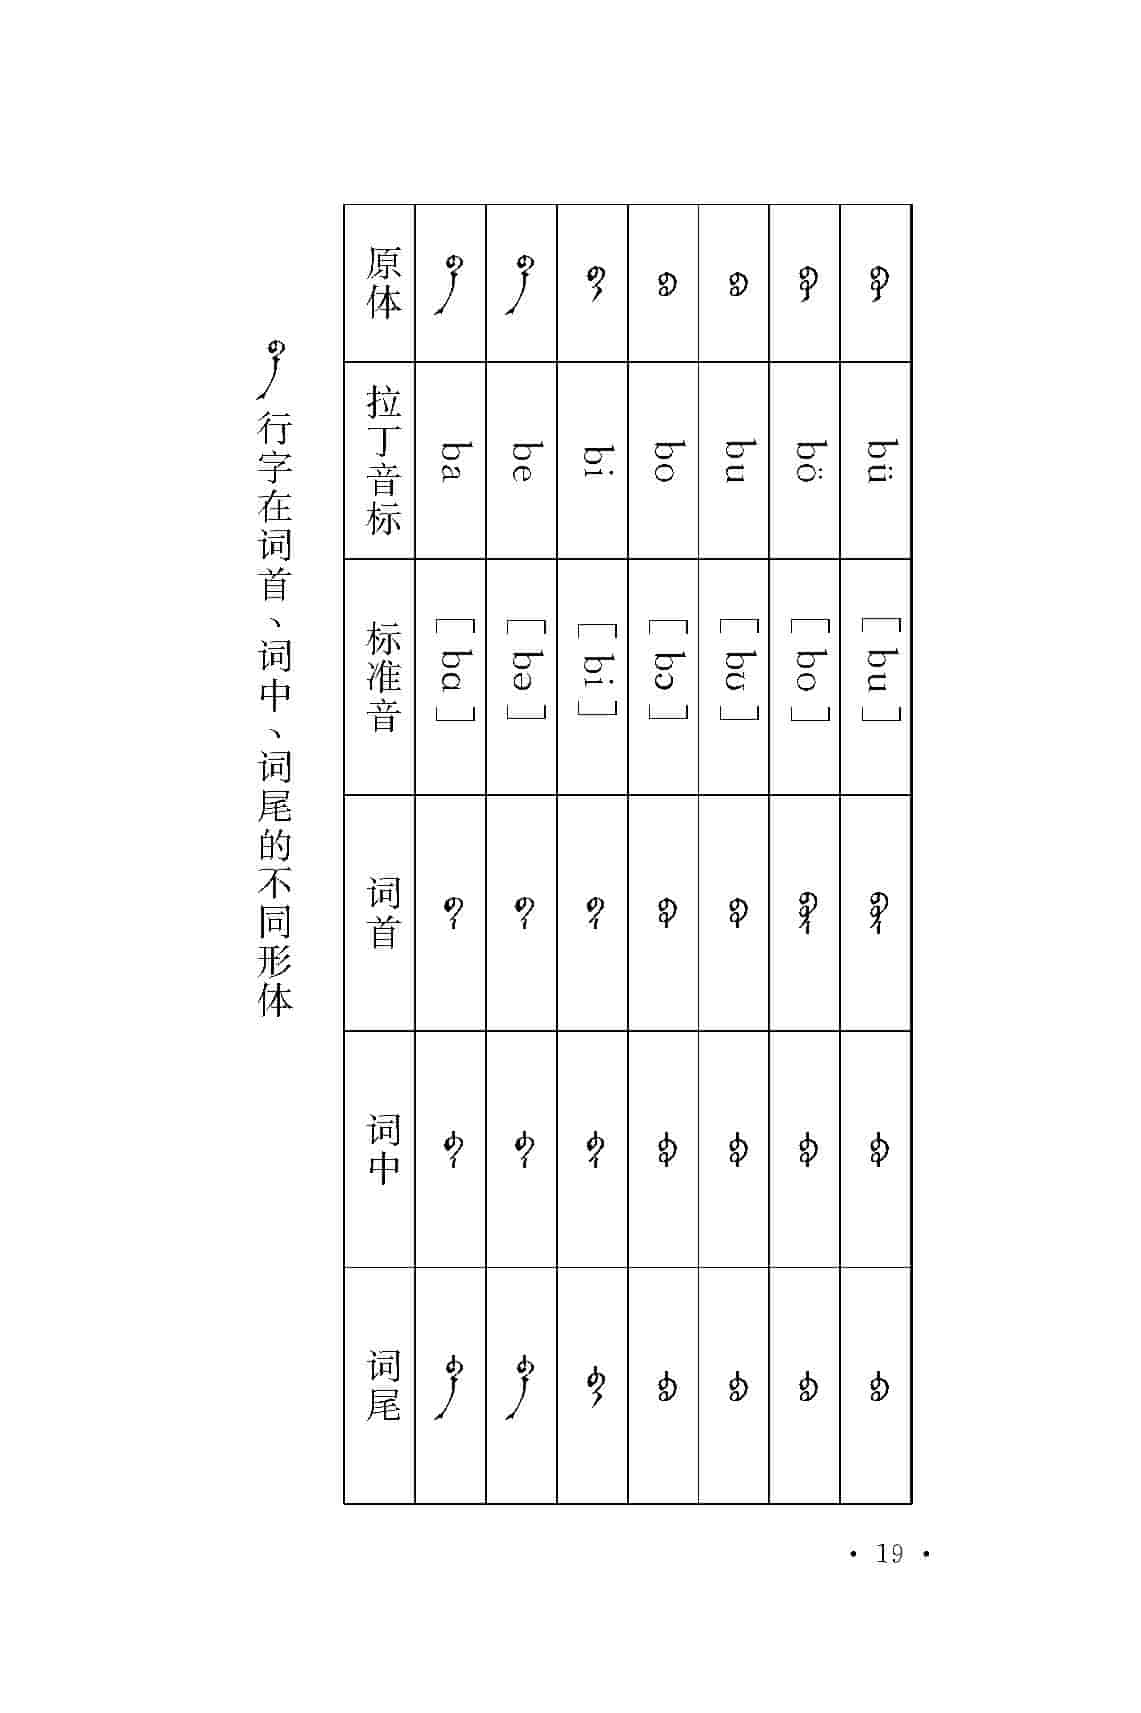 ᠪᠠ 行字在词首、词中、词尾的不同形体
原体 拉丁音标 标准音 词首 词中 词尾
ᠪᠠ ba [bɑ] ᠪᠠ᠊ ᠊ᠪᠠ᠊ ᠊ᠪᠠ
ᠪᠡ be [bə] ᠪᠡ᠊ ᠊ᠪᠡ᠊ ᠊ᠪᠡ
ᠪᠢ bi [bi] ᠪᠢ᠊ ᠊ᠪᠢ᠊ ᠊ᠪᠢ
ᠪᠣ bo [bɔ] ᠪᠣ᠊ ᠊ᠪᠣ᠊ ᠊ᠪᠣ
ᠪᠤ bu [bʊ] ᠪᠤ᠊ ᠊ᠪᠤ᠊ ᠊ᠪᠤ
ᠪᠥ bö [bo] ᠪᠥ᠊ ᠊ᠪᠥ᠊ ᠊ᠪᠥ
ᠪᠦ bü [bu] ᠪᠦ᠊ ᠊ᠪᠦ᠊ ᠊ᠪᠦ
· 19 ·